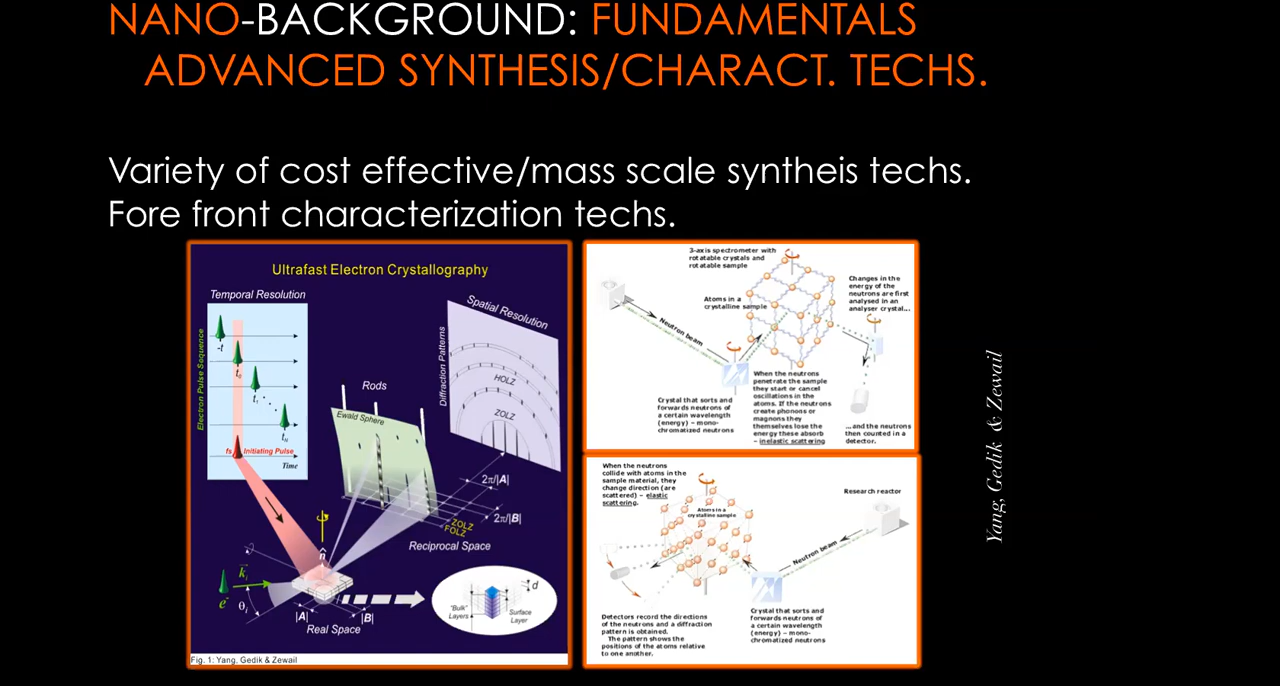 NANO-BACKGROUND: FUNDAMENTALS
ADVANCED SYNTHESIS/CHARACT. TECHS.
Variety of cost effective/mass scale syntheis techs.
Fore front characterization techs.
Ultrafast Electron Crystallography
Temporal Resolution
Electron Pulse Sequence
-t
t₀
t₁
tₙ
fs Initiating Pulse
Time
Spatial Resolution
Diffraction Patterns
HOLZ
ZOLZ
Rods
Ewald Sphere
2π/|A|
2π/|B|
ZOLZ
FOLZ
Reciprocal Space
n̂
k⃗ᵢ
e⁻
θᵢ
|A|
|B|
Real Space
"Bulk"
Layers
Surface
Layer
d
Fig. 1: Yang, Gedik & Zewail
3-axis spectrometer with
rotatable crystals and
rotatable sample
Atoms in a
crystalline sample
Changes in the
energy of the
neutrons are first
analysed in an
analyser crystal...
Neutron beam
Crystal that sorts and
forwards neutrons of
a certain wavelength
(energy) – mono-
chromatized neutrons
When the neutrons
penetrate the sample
they start or cancel
oscillations in the
atoms. If the neutrons
create phonons or
magnons they
themselves lose the
energy these absorb
– inelastic scattering
...and the neutrons
then counted in a
detector.
When the neutrons
collide with atoms in the
sample material, they
change direction (are
scattered) – elastic
scattering.
Atoms in a
crystalline sample
Research reactor
Neutron beam
Detectors record the directions
of the neutrons and a diffraction
pattern is obtained.
The pattern shows the
positions of the atoms relative
to one another.
Crystal that sorts and
forwards neutrons of
a certain wavelength
(energy) – mono-
chromatized neutrons
Yang, Gedik & Zewail